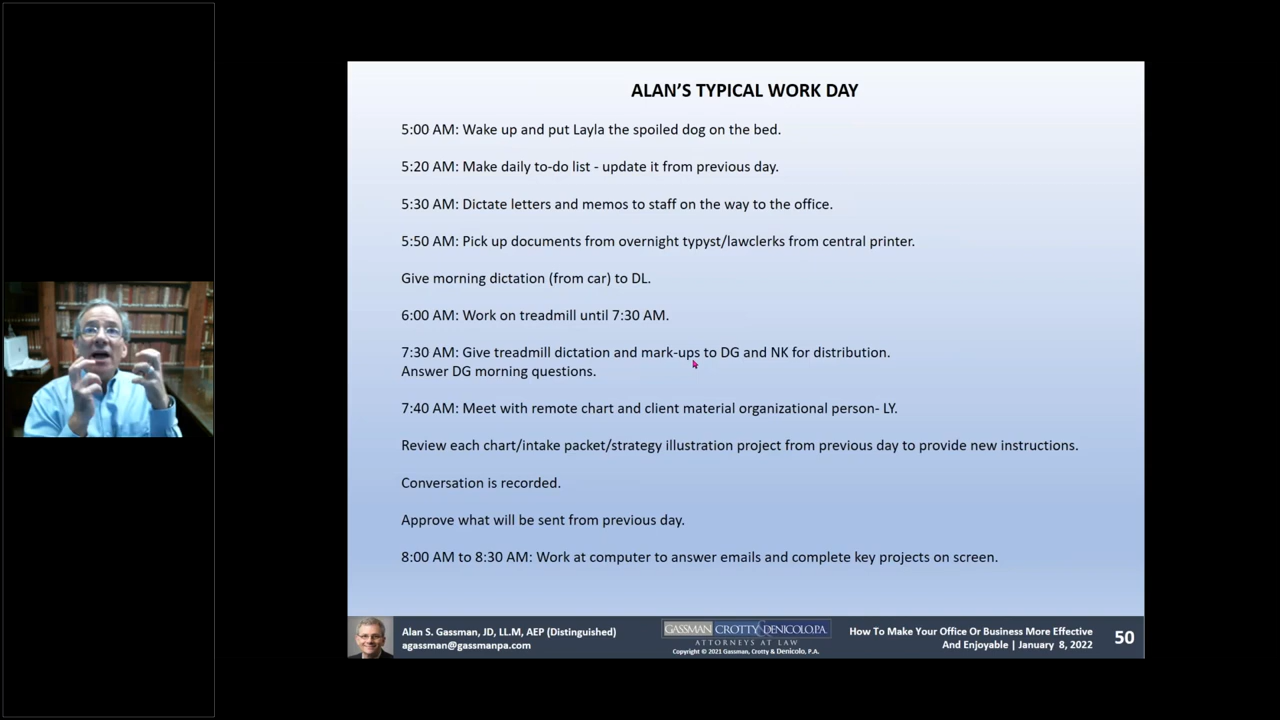 ALAN'S TYPICAL WORK DAY
5:00 AM: Wake up and put Layla the spoiled dog on the bed.
5:20 AM: Make daily to-do list - update it from previous day.
5:30 AM: Dictate letters and memos to staff on the way to the office.
5:50 AM: Pick up documents from overnight typyst/lawclerks from central printer.
Give morning dictation (from car) to DL.
6:00 AM: Work on treadmill until 7:30 AM.
7:30 AM: Give treadmill dictation and mark-ups to DG and NK for distribution.
Answer DG morning questions.
7:40 AM: Meet with remote chart and client material organizational person- LY.
Review each chart/intake packet/strategy illustration project from previous day to provide new instructions.
Conversation is recorded.
Approve what will be sent from previous day.
8:00 AM to 8:30 AM: Work at computer to answer emails and complete key projects on screen.
Alan S. Gassman, JD, LL.M, AEP (Distinguished)
agassman@gassmanpa.com
GASSMAN CROTTY & DENICOLO, P.A.
ATTORNEYS AT LAW
Copyright © 2021 Gassman, Crotty & Denicolo, P.A.
How To Make Your Office Or Business More Effective
And Enjoyable | January 8, 2022
50